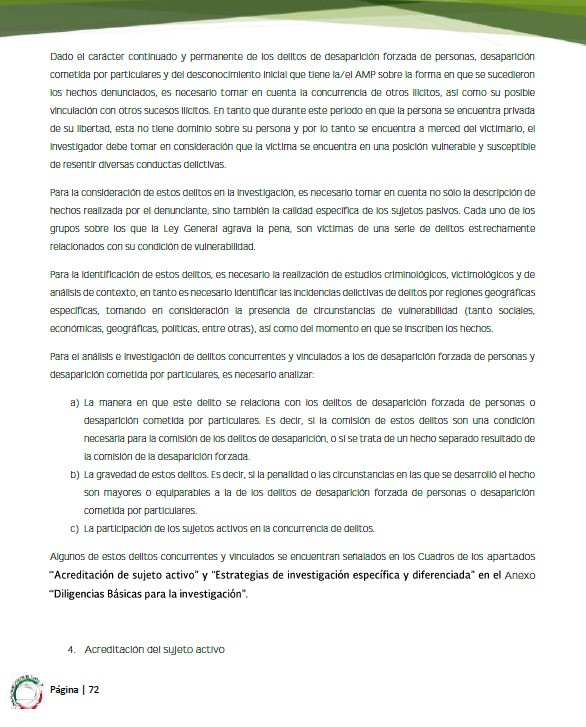 Dado el carácter continuado y permanente de los delitos de desaparición forzada de personas, desaparición
cometida por particulares y del desconocimiento inicial que tiene la/el AMP sobre la forma en que se sucedieron
los hechos denunciados, es necesario tomar en cuenta la concurrencia de otros ilícitos, así como su posible
vinculación con otros sucesos ilícitos. En tanto que durante este periodo en que la persona se encuentra privada
de su libertad, esta no tiene dominio sobre su persona y por lo tanto se encuentra a merced del victimario, el
investigador debe tomar en consideración que la víctima se encuentra en una posición vulnerable y susceptible
de resentir diversas conductas delictivas.
Para la consideración de estos delitos en la investigación, es necesario tomar en cuenta no sólo la descripción de
hechos realizada por el denunciante, sino también la calidad específica de los sujetos pasivos. Cada uno de los
grupos sobre los que la Ley General agrava la pena, son víctimas de una serie de delitos estrechamente
relacionados con su condición de vulnerabilidad.
Para la identificación de estos delitos, es necesario la realización de estudios criminológicos, victimológicos y de
análisis de contexto, en tanto es necesario identificar las incidencias delictivas de delitos por regiones geográficas
específicas, tomando en consideración la presencia de circunstancias de vulnerabilidad (tanto sociales,
económicas, geográficas, políticas, entre otras), así como del momento en que se inscriben los hechos.
Para el análisis e investigación de delitos concurrentes y vinculados a los de desaparición forzada de personas y
desaparición cometida por particulares, es necesario analizar:
a) La manera en que este delito se relaciona con los delitos de desaparición forzada de personas o
desaparición cometida por particulares. Es decir, si la comisión de estos delitos son una condición
necesaria para la comisión de los delitos de desaparición, o si se trata de un hecho separado resultado de
la comisión de la desaparición forzada.
b) La gravedad de estos delitos. Es decir, si la penalidad o las circunstancias en las que se desarrolló el hecho
son mayores o equiparables a la de los delitos de desaparición forzada de personas o desaparición
cometida por particulares.
c) La participación de los sujetos activos en la concurrencia de delitos.
Algunos de estos delitos concurrentes y vinculados se encuentran señalados en los Cuadros de los apartados
“Acreditación de sujeto activo” y “Estrategias de investigación específica y diferenciada” en el Anexo
“Diligencias Básicas para la investigación”.
4. Acreditación del sujeto activo
Página | 72